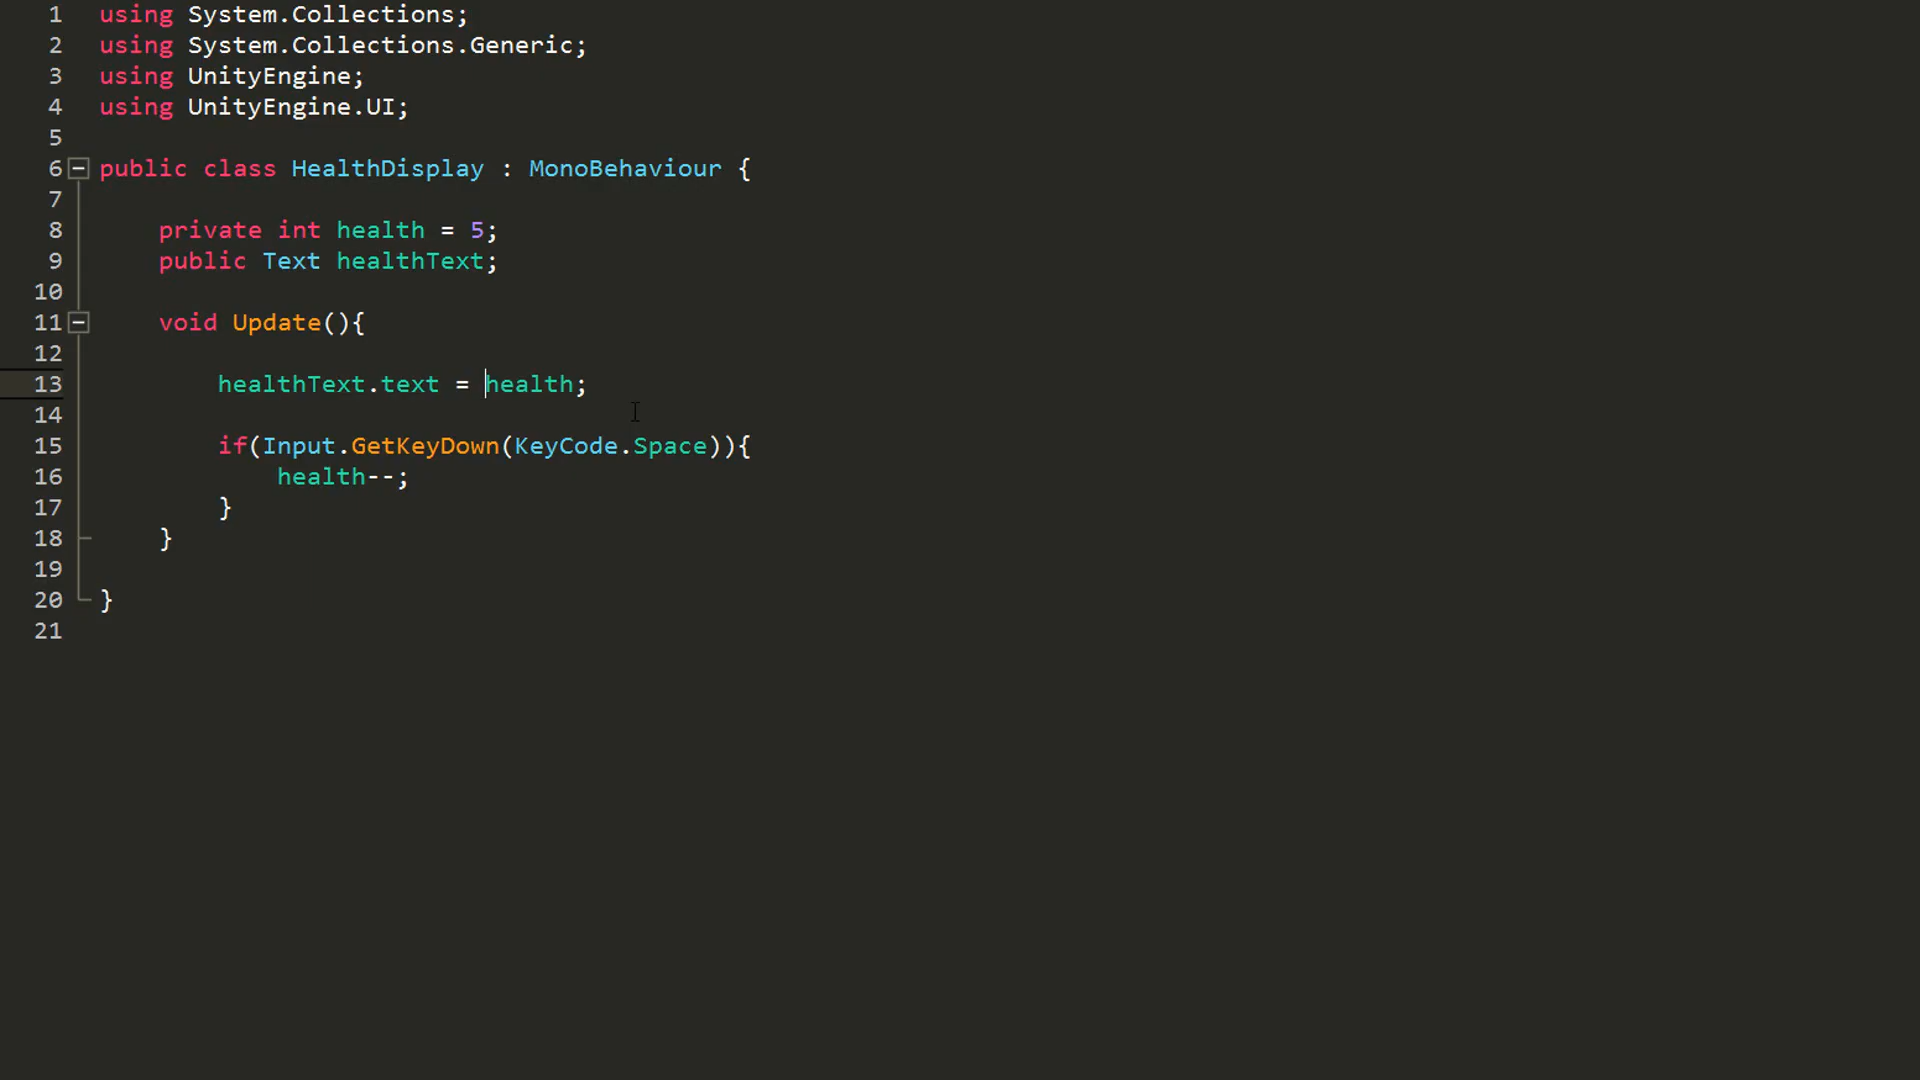 1 using System.Collections;
2 using System.Collections.Generic;
3 using UnityEngine;
4 using UnityEngine.UI;
5
6 public class HealthDisplay : MonoBehaviour {
7
8 private int health = 5;
9 public Text healthText;
10
11 void Update(){
12
13 healthText.text = health;
14
15 if(Input.GetKeyDown(KeyCode.Space)){
16 health--;
17 }
18 }
19
20 }
21